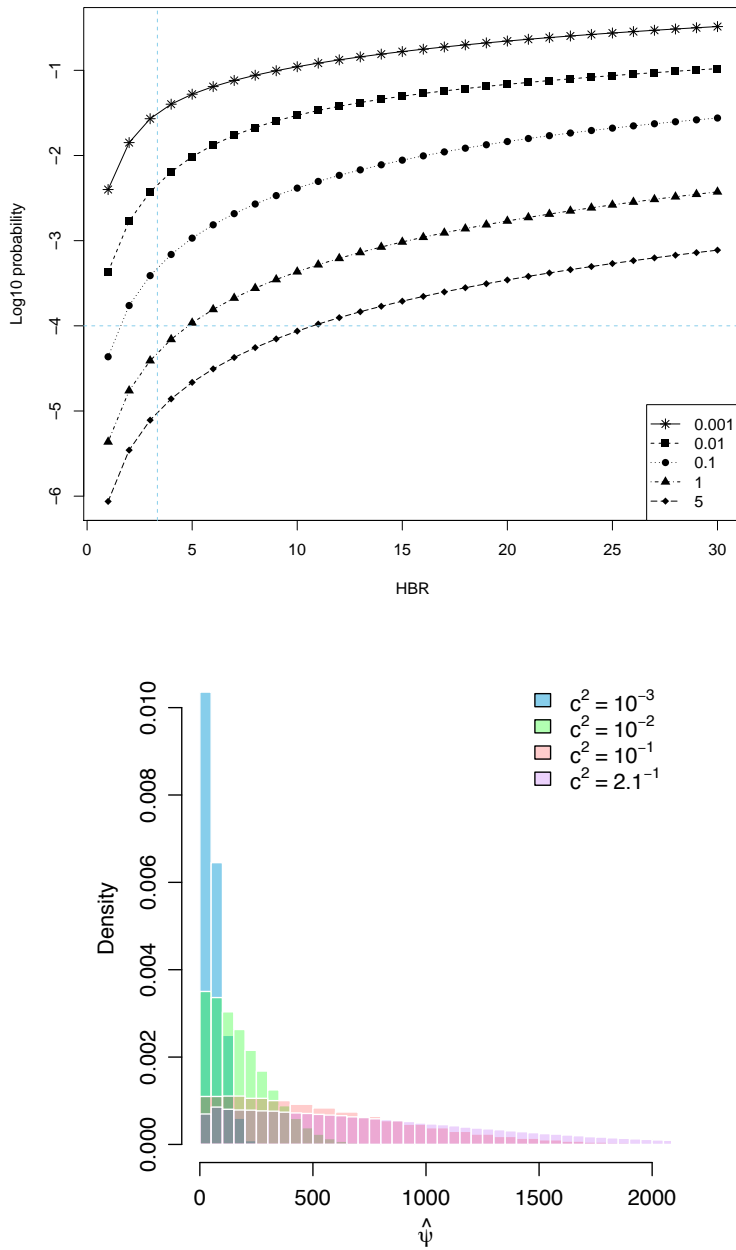 −1
−2
−3
−4
−5
−6
Log10 probability
0 5 10 15 20 25 30
HBR
0.001
0.01
0.1
1
5
0.010
0.008
0.006
0.004
0.002
0.000
Density
c² = 10⁻³
c² = 10⁻²
c² = 10⁻¹
c² = 2.1⁻¹
0 500 1000 1500 2000
ψ̂